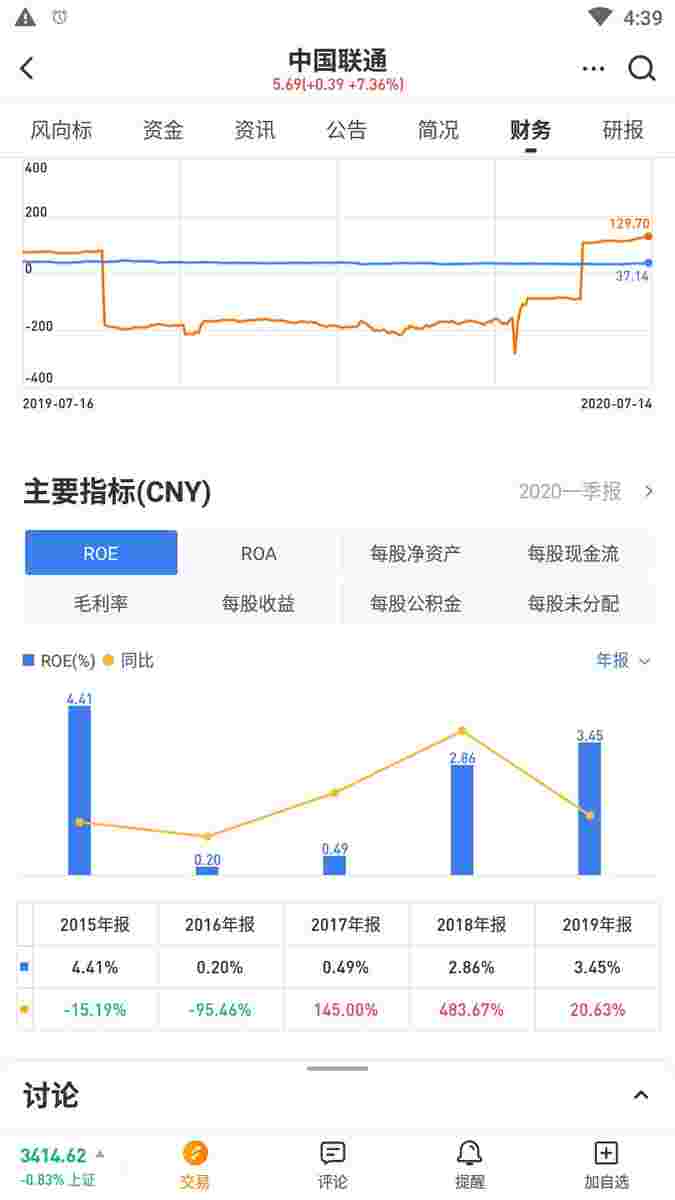 4:39
中国联通
5.69(+0.39 +7.36%)
风向标 资金 资讯 公告 简况 财务 研报
400
200
129.70
0
37.14
-200
-400
2019-07-16 2020-07-14
主要指标(CNY) 2020一季报
ROE ROA 每股净资产 每股现金流
毛利率 每股收益 每股公积金 每股未分配
ROE(%) 同比 年报
4.41
3.45
2.86
0.49
0.20
2015年报 2016年报 2017年报 2018年报 2019年报
4.41% 0.20% 0.49% 2.86% 3.45%
-15.19% -95.46% 145.00% 483.67% 20.63%
讨论
3414.62
-0.83% 上证
交易 评论 提醒 加自选